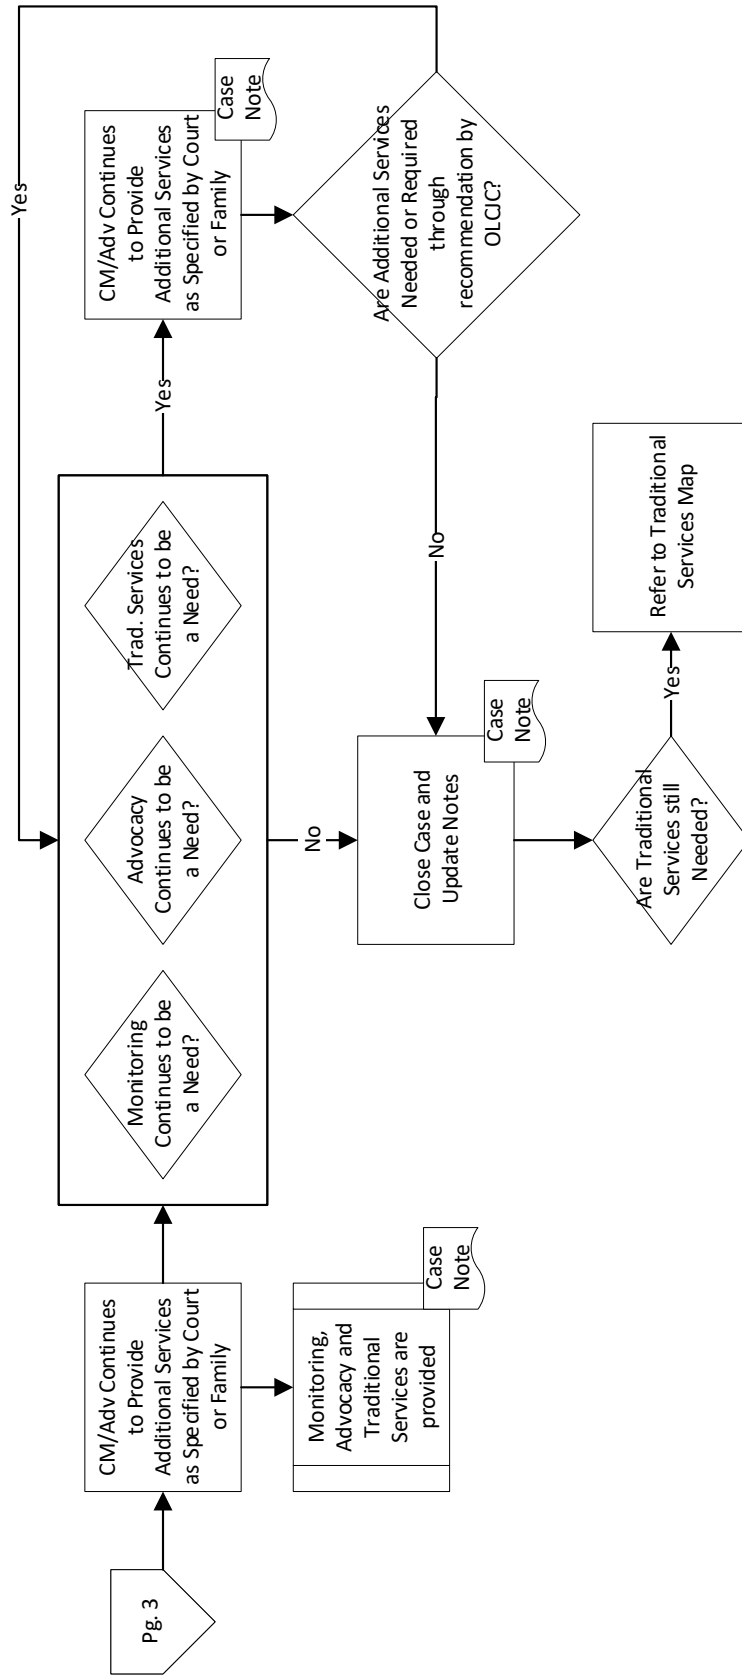 Pg. 3
CM/Adv Continues
to Provide
Additional Services
as Specified by Court
or Family
Monitoring,
Advocacy and
Traditional
Services are
provided
Case
Note
Monitoring
Continues to be
a Need?
Advocacy
Continues to be
a Need?
Trad. Services
Continues to be
a Need?
Yes
CM/Adv Continues
to Provide
Additional Services
as Specified by Court
or Family
Case
Note
Are Additional Services
Needed or Required
through
recommendation by
OLCJC?
Yes
No
No
Close Case and
Update Notes
Case
Note
Are Traditional
Services still
Needed?
Yes
Refer to Traditional
Services Map